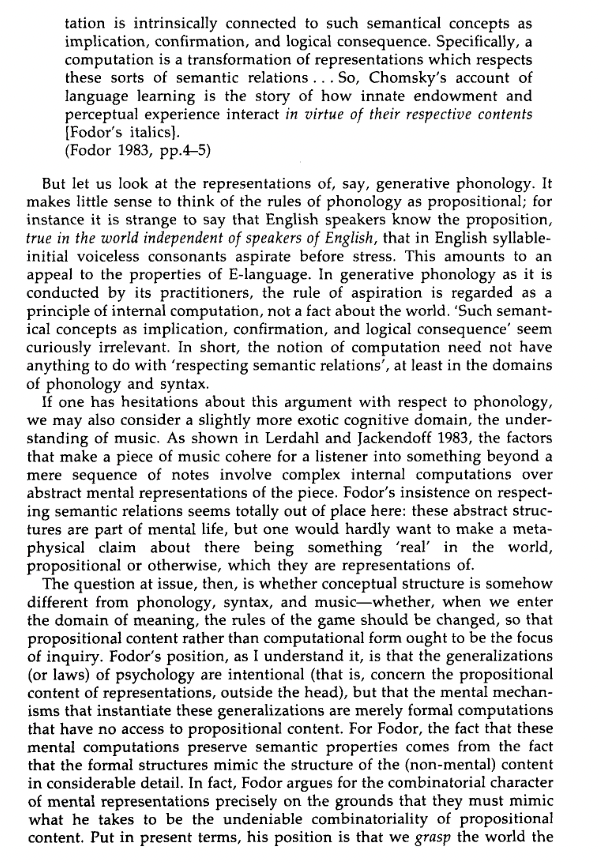 tation is intrinsically connected to such semantical concepts as
implication, confirmation, and logical consequence. Specifically, a
computation is a transformation of representations which respects
these sorts of semantic relations . . . So, Chomsky's account of
language learning is the story of how innate endowment and
perceptual experience interact in virtue of their respective contents
[Fodor's italics].
(Fodor 1983, pp.4–5)
But let us look at the representations of, say, generative phonology. It
makes little sense to think of the rules of phonology as propositional; for
instance it is strange to say that English speakers know the proposition,
true in the world independent of speakers of English, that in English syllable-
initial voiceless consonants aspirate before stress. This amounts to an
appeal to the properties of E-language. In generative phonology as it is
conducted by its practitioners, the rule of aspiration is regarded as a
principle of internal computation, not a fact about the world. 'Such semant-
ical concepts as implication, confirmation, and logical consequence' seem
curiously irrelevant. In short, the notion of computation need not have
anything to do with 'respecting semantic relations', at least in the domains
of phonology and syntax.
If one has hesitations about this argument with respect to phonology,
we may also consider a slightly more exotic cognitive domain, the under-
standing of music. As shown in Lerdahl and Jackendoff 1983, the factors
that make a piece of music cohere for a listener into something beyond a
mere sequence of notes involve complex internal computations over
abstract mental representations of the piece. Fodor's insistence on respect-
ing semantic relations seems totally out of place here: these abstract struc-
tures are part of mental life, but one would hardly want to make a meta-
physical claim about there being something 'real' in the world,
propositional or otherwise, which they are representations of.
The question at issue, then, is whether conceptual structure is somehow
different from phonology, syntax, and music—whether, when we enter
the domain of meaning, the rules of the game should be changed, so that
propositional content rather than computational form ought to be the focus
of inquiry. Fodor's position, as I understand it, is that the generalizations
(or laws) of psychology are intentional (that is, concern the propositional
content of representations, outside the head), but that the mental mechan-
isms that instantiate these generalizations are merely formal computations
that have no access to propositional content. For Fodor, the fact that these
mental computations preserve semantic properties comes from the fact
that the formal structures mimic the structure of the (non-mental) content
in considerable detail. In fact, Fodor argues for the combinatorial character
of mental representations precisely on the grounds that they must mimic
what he takes to be the undeniable combinatoriality of propositional
content. Put in present terms, his position is that we grasp the world the